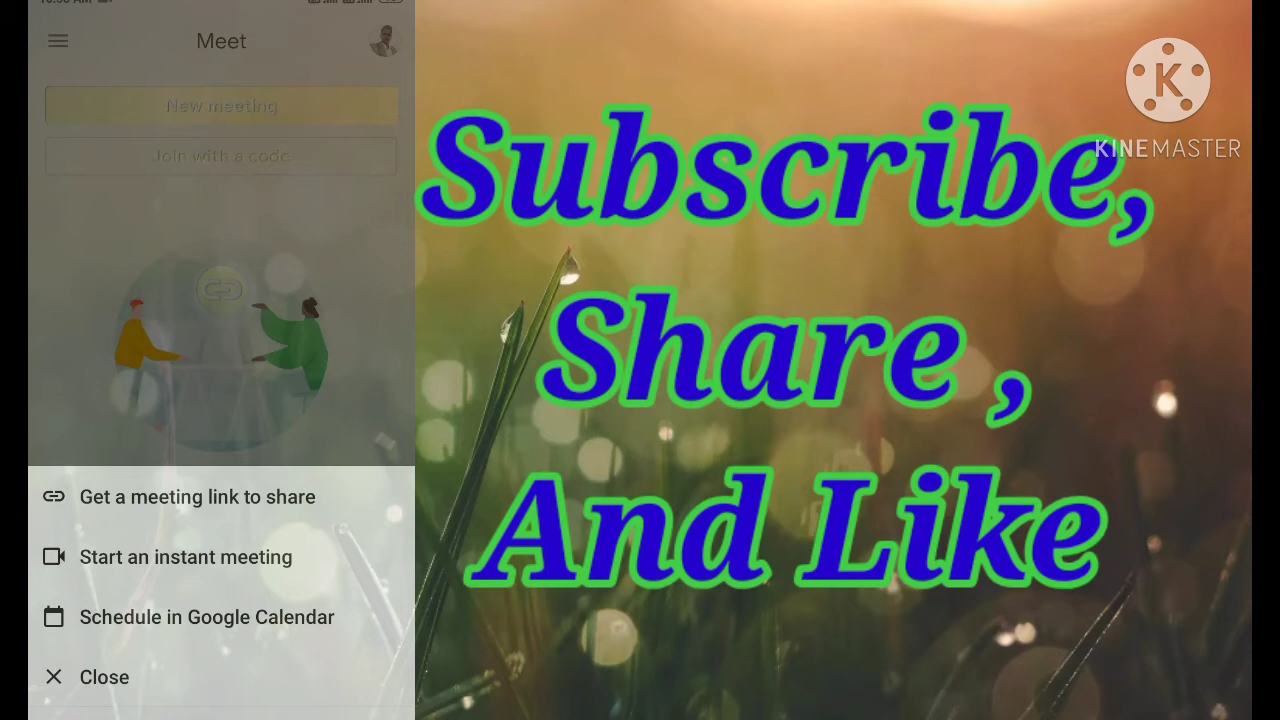 Meet
New meeting
Join with a code
Get a meeting link to share
Start an instant meeting
Schedule in Google Calendar
Close
Subscribe,
Share ,
And Like
K
KINEMASTER